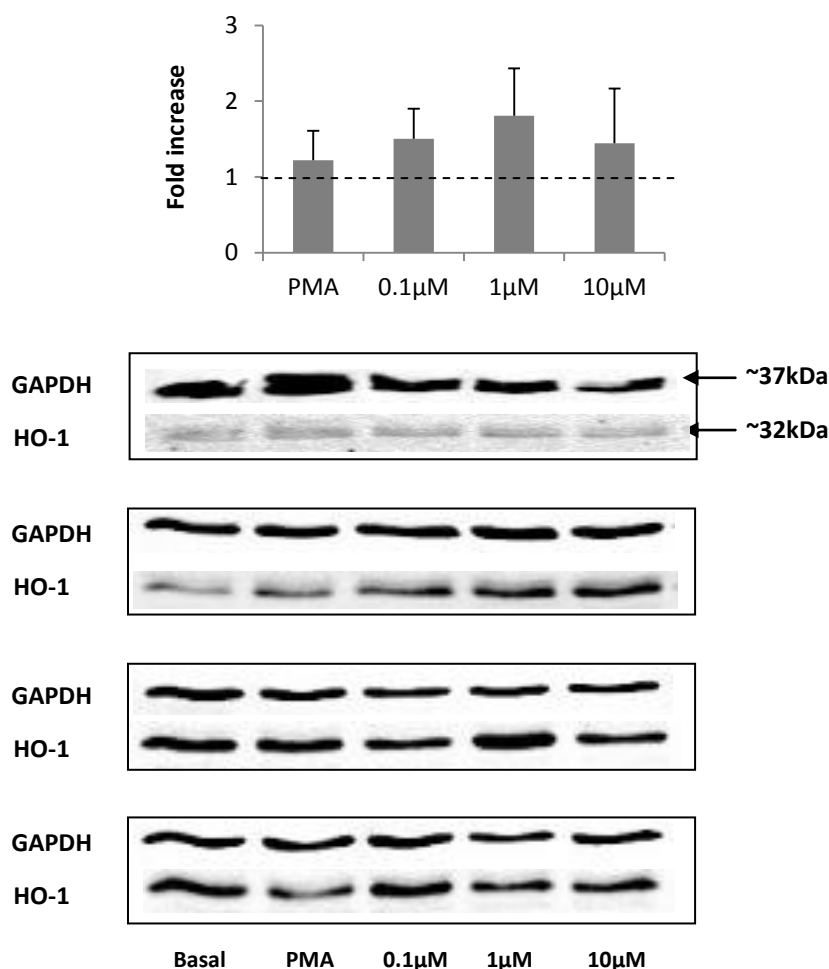 3
2
1
0
Fold increase
PMA 0.1µM 1µM 10µM
GAPDH ~37kDa
HO-1 ~32kDa
GAPDH
HO-1
GAPDH
HO-1
GAPDH
HO-1
Basal PMA 0.1µM 1µM 10µM